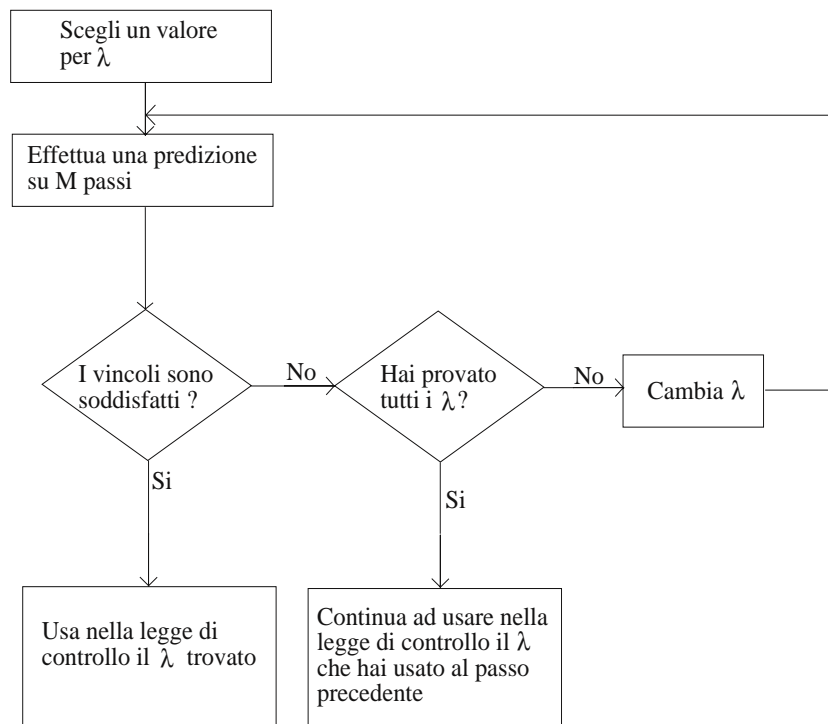 Scegli un valore
per λ
Effettua una predizione
su M passi
I vincoli sono
soddisfatti ?
No
Hai provato
tutti i λ?
No
Cambia λ
Si
Si
Usa nella legge di
controllo il λ trovato
Continua ad usare nella
legge di controllo il λ
che hai usato al passo
precedente